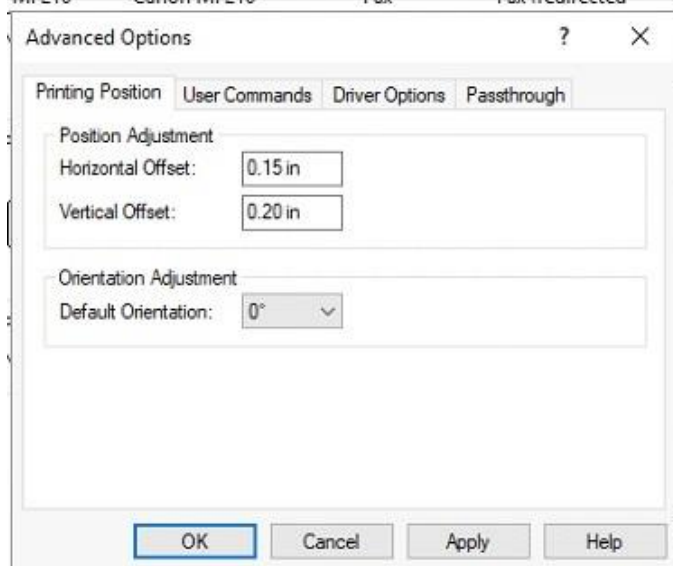 Advanced Options ?
Printing Position User Commands Driver Options Passthrough
Position Adjustment
Horizontal Offset: 0.15 in
Vertical Offset: 0.20 in
Orientation Adjustment
Default Orientation: 0°
OK Cancel Apply Help